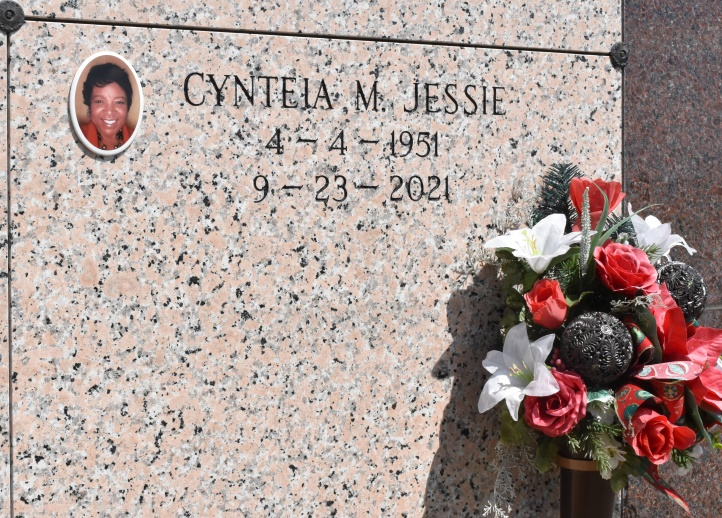 CYNTEIA M. JESSIE
4 – 4 – 1951
9 – 23 – 2021